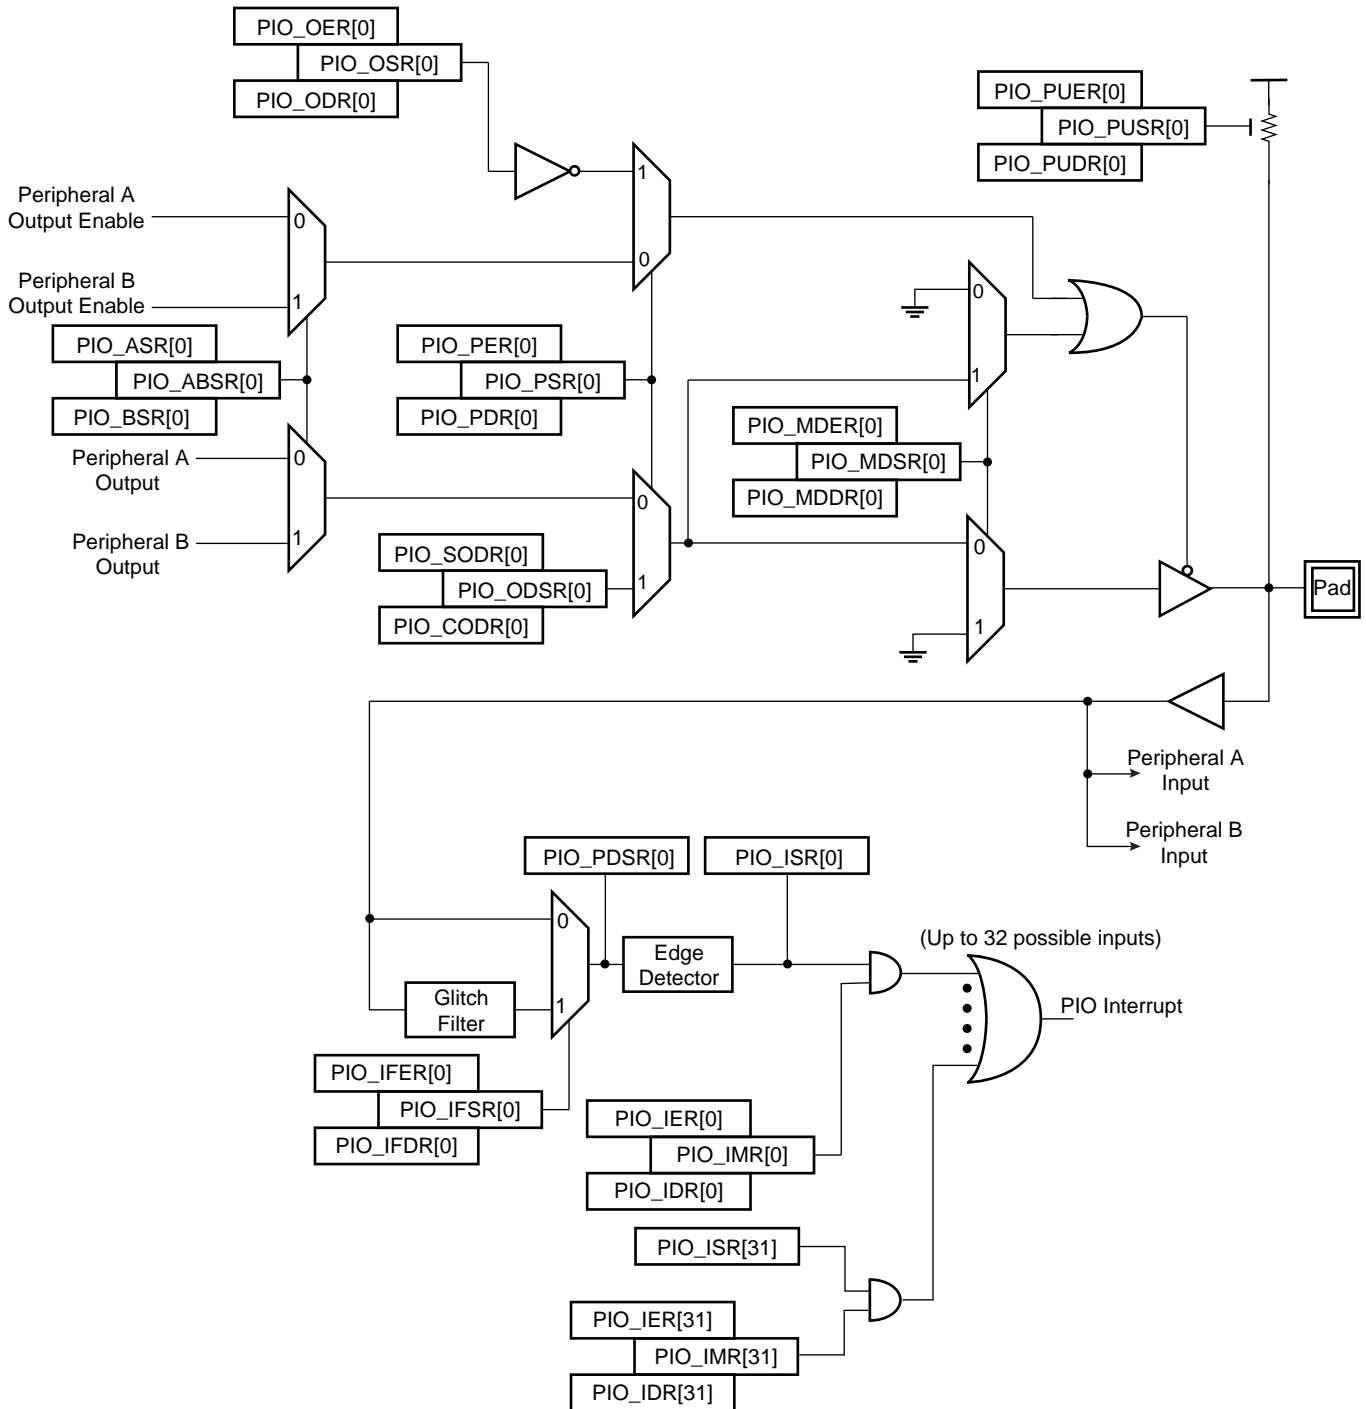 PIO_OER[0]
PIO_OSR[0]
PIO_ODR[0]
PIO_PUER[0]
PIO_PUSR[0]
PIO_PUDR[0]
1
0
Peripheral A
Output Enable
0
Peripheral B
Output Enable
1
0
1
PIO_ASR[0]
PIO_ABSR[0]
PIO_BSR[0]
PIO_PER[0]
PIO_PSR[0]
PIO_PDR[0]
PIO_MDER[0]
PIO_MDSR[0]
PIO_MDDR[0]
Peripheral A
Output
0
Peripheral B
Output
1
0
1
PIO_SODR[0]
PIO_ODSR[0]
PIO_CODR[0]
0
1
Pad
Peripheral A
Input
Peripheral B
Input
PIO_PDSR[0]
PIO_ISR[0]
0
1
Edge
Detector
Glitch
Filter
(Up to 32 possible inputs)
PIO Interrupt
PIO_IFER[0]
PIO_IFSR[0]
PIO_IFDR[0]
PIO_IER[0]
PIO_IMR[0]
PIO_IDR[0]
PIO_ISR[31]
PIO_IER[31]
PIO_IMR[31]
PIO_IDR[31]